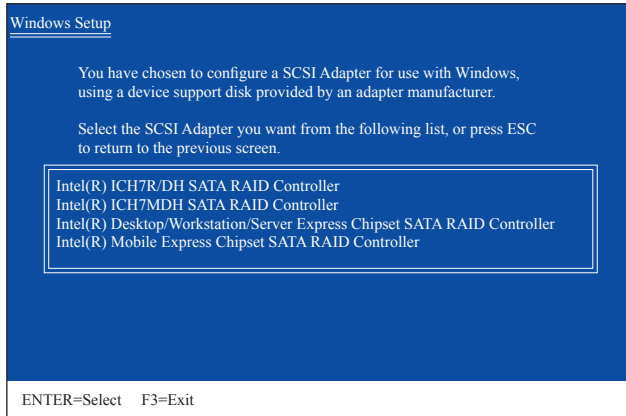 Windows Setup
You have chosen to configure a SCSI Adapter for use with Windows,
using a device support disk provided by an adapter manufacturer.
Select the SCSI Adapter you want from the following list, or press ESC
to return to the previous screen.
Intel(R) ICH7R/DH SATA RAID Controller
Intel(R) ICH7MDH SATA RAID Controller
Intel(R) Desktop/Workstation/Server Express Chipset SATA RAID Controller
Intel(R) Mobile Express Chipset SATA RAID Controller
ENTER=Select F3=Exit